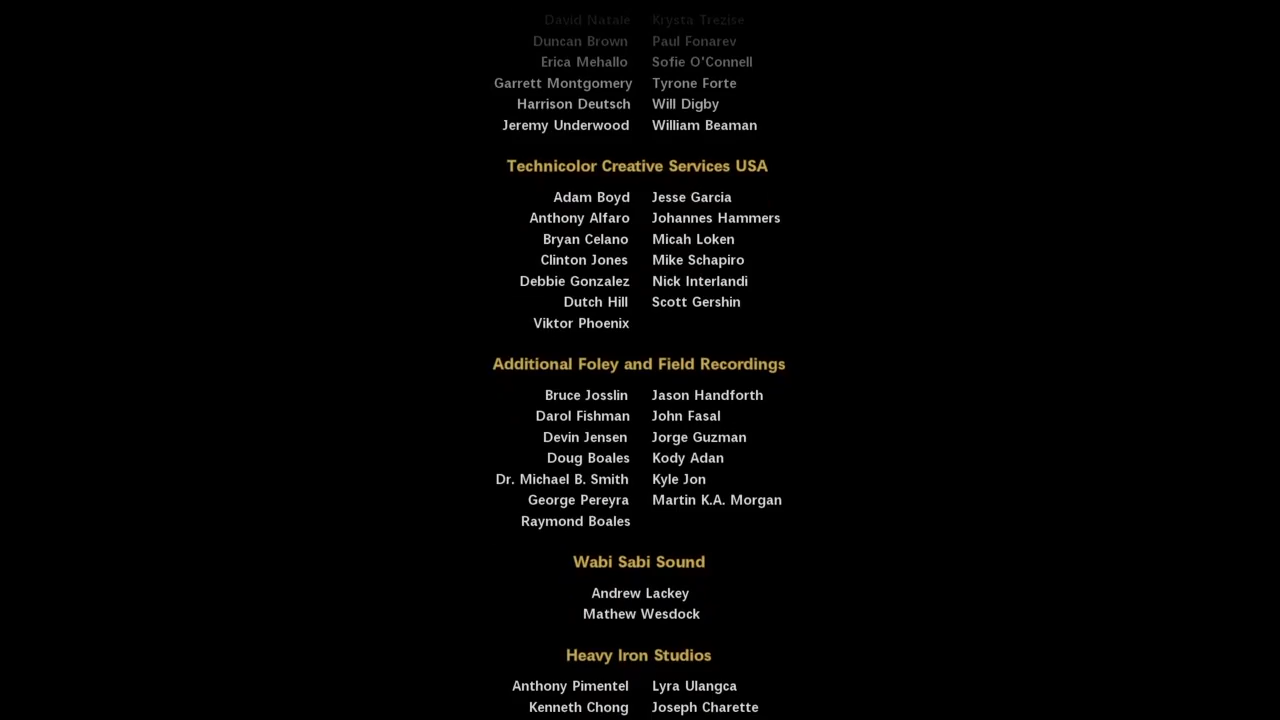 David Natale Krysta Trezise
Duncan Brown Paul Fonarev
Erica Mehallo Sofie O'Connell
Garrett Montgomery Tyrone Forte
Harrison Deutsch Will Digby
Jeremy Underwood William Beaman
Technicolor Creative Services USA
Adam Boyd Jesse Garcia
Anthony Alfaro Johannes Hammers
Bryan Celano Micah Loken
Clinton Jones Mike Schapiro
Debbie Gonzalez Nick Interlandi
Dutch Hill Scott Gershin
Viktor Phoenix
Additional Foley and Field Recordings
Bruce Josslin Jason Handforth
Darol Fishman John Fasal
Devin Jensen Jorge Guzman
Doug Boales Kody Adan
Dr. Michael B. Smith Kyle Jon
George Pereyra Martin K.A. Morgan
Raymond Boales
Wabi Sabi Sound
Andrew Lackey
Mathew Wesdock
Heavy Iron Studios
Anthony Pimentel Lyra Ulangca
Kenneth Chong Joseph Charette